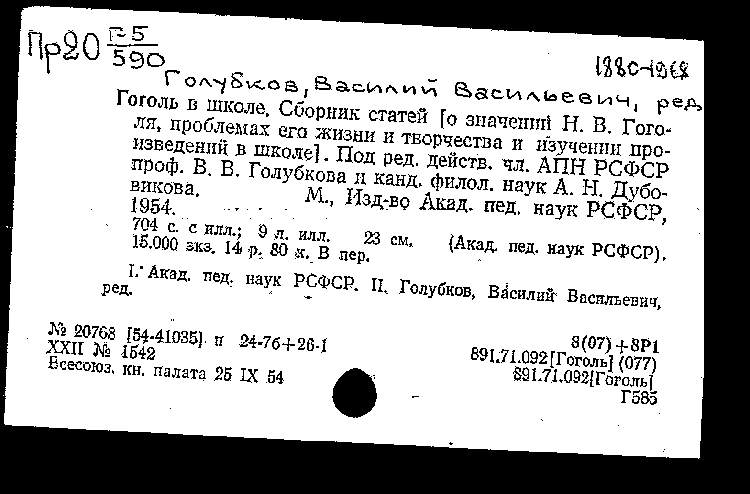 Пр20 Г-5
590
1880-1968
Голубков, Василий Васильевич, ред.
Гоголь в школе. Сборник статей [о значении Н. В. Гого-
ля, проблемах его жизни и творчества и изучении про-
изведений в школе]. Под ред. действ. чл. АПН РСФСР
проф. В. В. Голубкова и канд. филол. наук А. Н. Дубо-
викова. М., Изд-во Акад. пед. наук РСФСР,
1954.
704 с. с илл.; 9 л. илл. 23 см. (Акад. пед. наук РСФСР).
15.000 экз. 14 р. 80 к. В пер.
I. Акад. пед. наук РСФСР. II. Голубков, Василий Васильевич,
ред.
№ 20768 [54-41035] п 24-76+26-1 8(07)+8Р1
XXII № 1542 891.71.092[Гоголь] (077)
Всесоюз. кн. палата 25 IX 54 891.71.092[Гоголь]
Г585